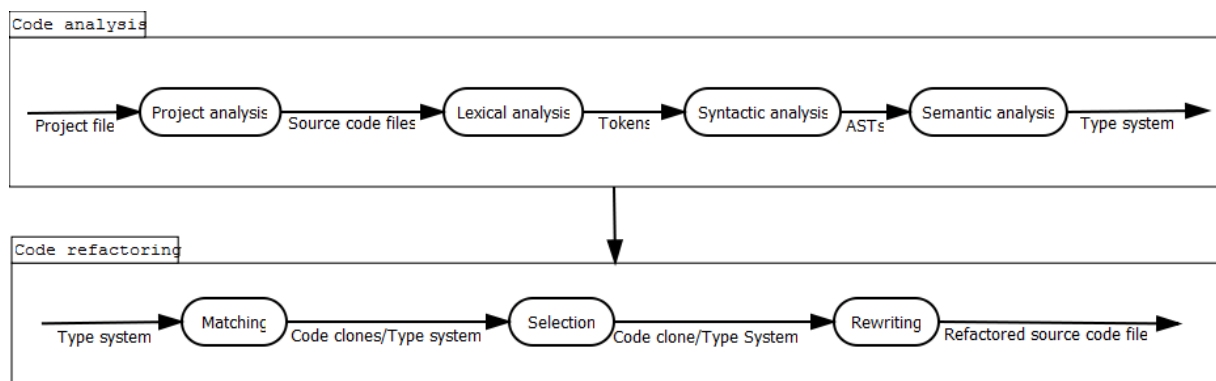 Code analysis
Project analysis
Lexical analysis
Syntactic analysis
Semantic analysis
Project file
Source code files
Tokens
ASTs
Type system
Code refactoring
Matching
Selection
Rewriting
Type system
Code clones/Type system
Code clone/Type System
Refactored source code file